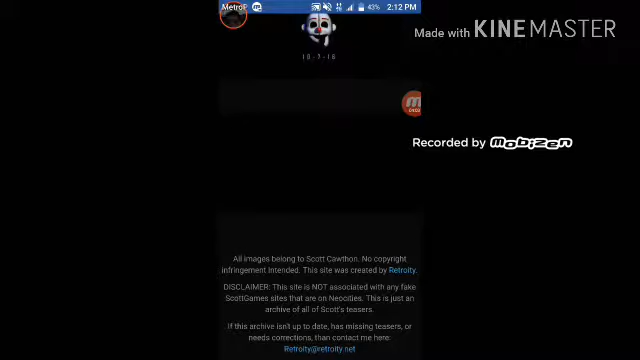 MetroP 43% 2:12 PM
Made with KINEMASTER
10-7-16
Recorded by mobizen
All images belong to Scott Cawthon. No copyright
infringement Intended. This site was created by Retroity.
DISCLAIMER: This site is NOT associated with any fake
ScottGames sites that are on Neocities. This is just an
archive of all of Scott's teasers.
If this archive isn't up to date, has missing teasers, or
needs corrections, than contact me here:
Retroity@retroity.net